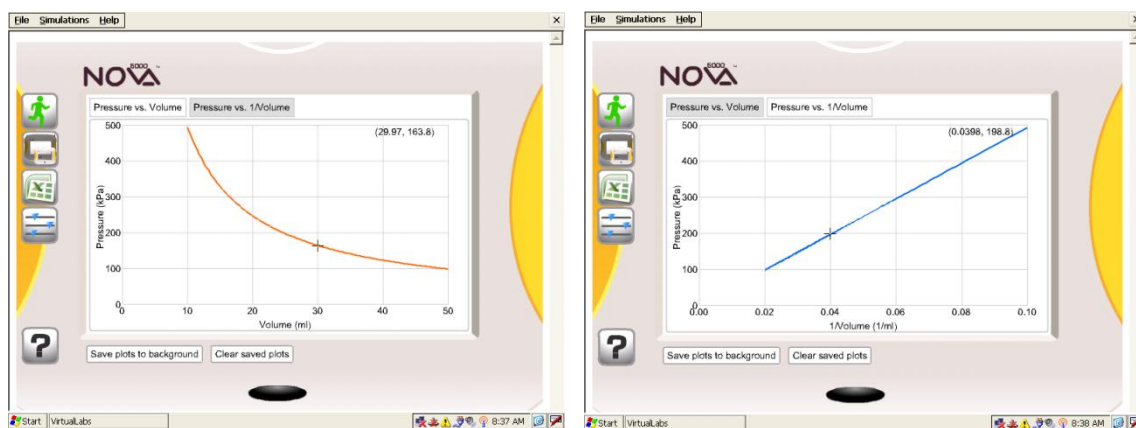 File Simulations Help
NOVA 5000 ™
Pressure vs. Volume Pressure vs. 1/Volume
(29.97, 163.8)
Pressure (kPa)
500
400
300
200
100
0
0 10 20 30 40 50
Volume (ml)
Save plots to background Clear saved plots
Start VirtualLabs 8:37 AM
File Simulations Help
NOVA 5000 ™
Pressure vs. Volume Pressure vs. 1/Volume
(0.0398, 198.8)
Pressure (kPa)
500
400
300
200
100
0
0.00 0.02 0.04 0.06 0.08 0.10
1/Volume (1/ml)
Save plots to background Clear saved plots
Start VirtualLabs 8:38 AM